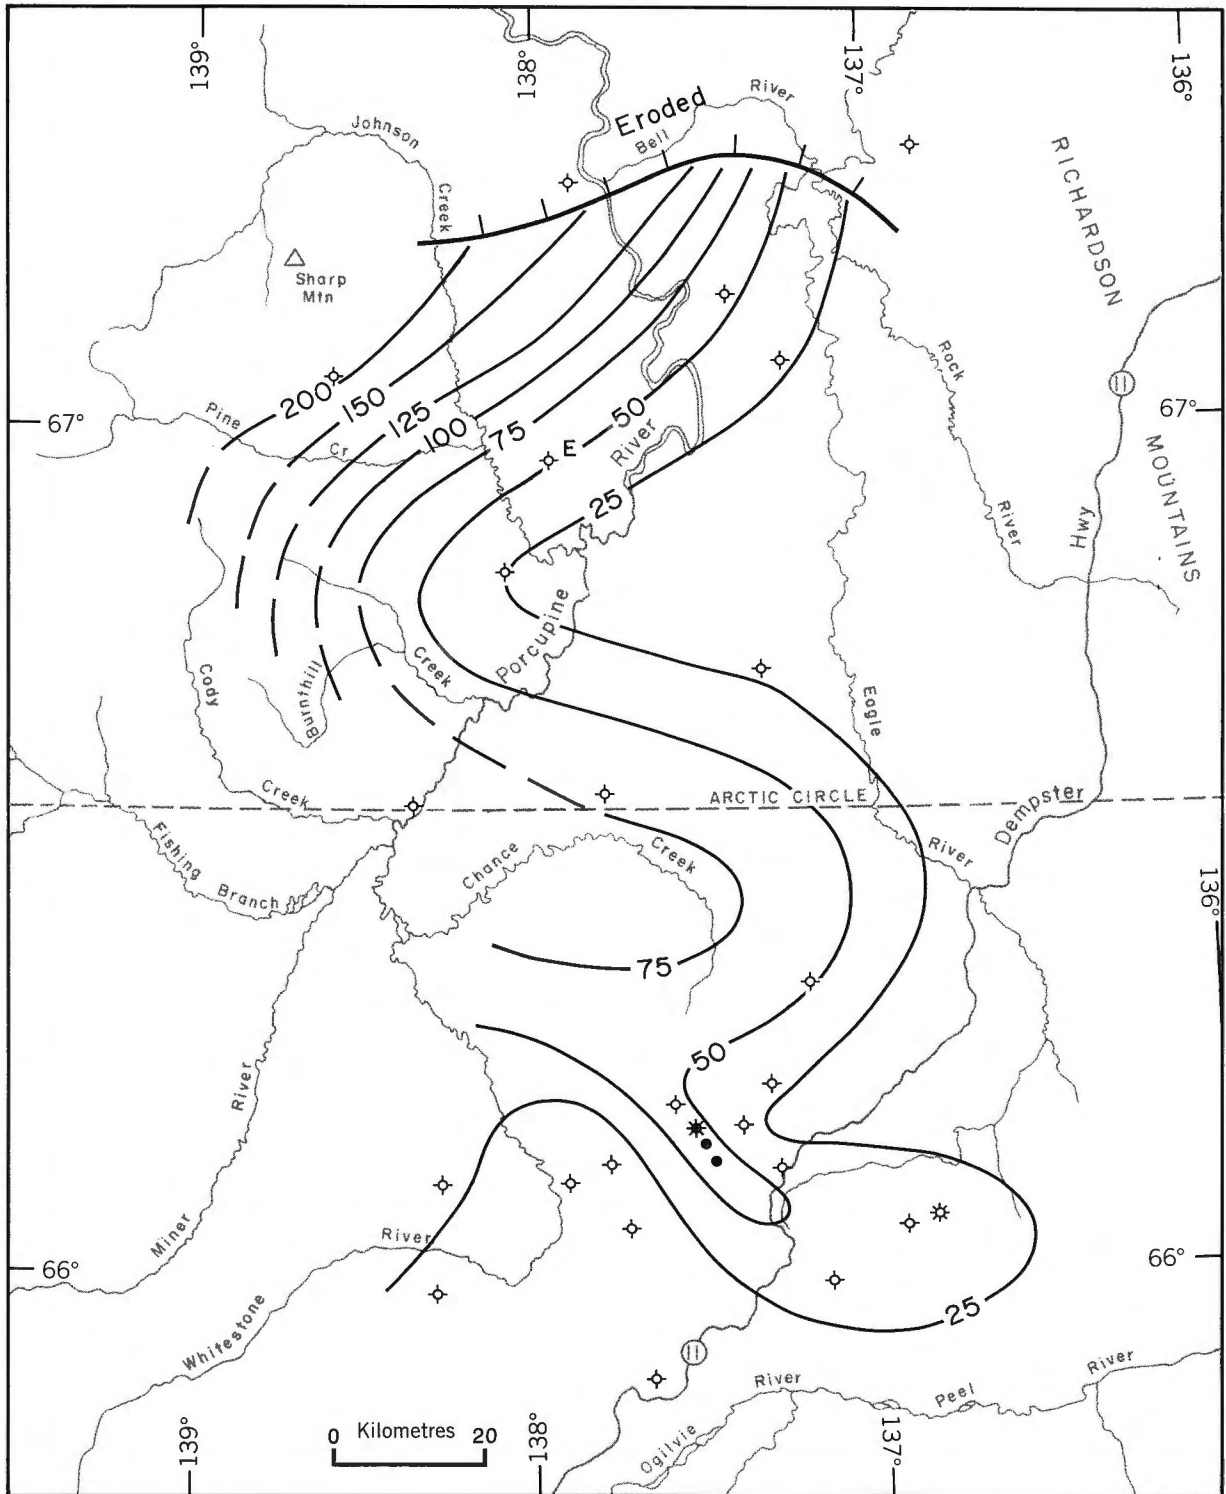 139°
138°
137°
136°
Johnson
Creek
Eroded
Bell
River
RICHARDSON
MOUNTAINS
Sharp
Mtn
Rock
River
11
67°
67°
Pine
Cr
200
150
125
100
75
50
25
E
River
Porcupine
Hwy
Cody
Creek
Burnthill
Creek
Eagle
River
ARCTIC CIRCLE
Dempster
Fishing
Branch
Chance
Creek
136°
75
50
Miner
River
River
Whitestone
66°
66°
25
11
River
Peel
River
Ogilvie
0 Kilometres 20
139°
138°
137°